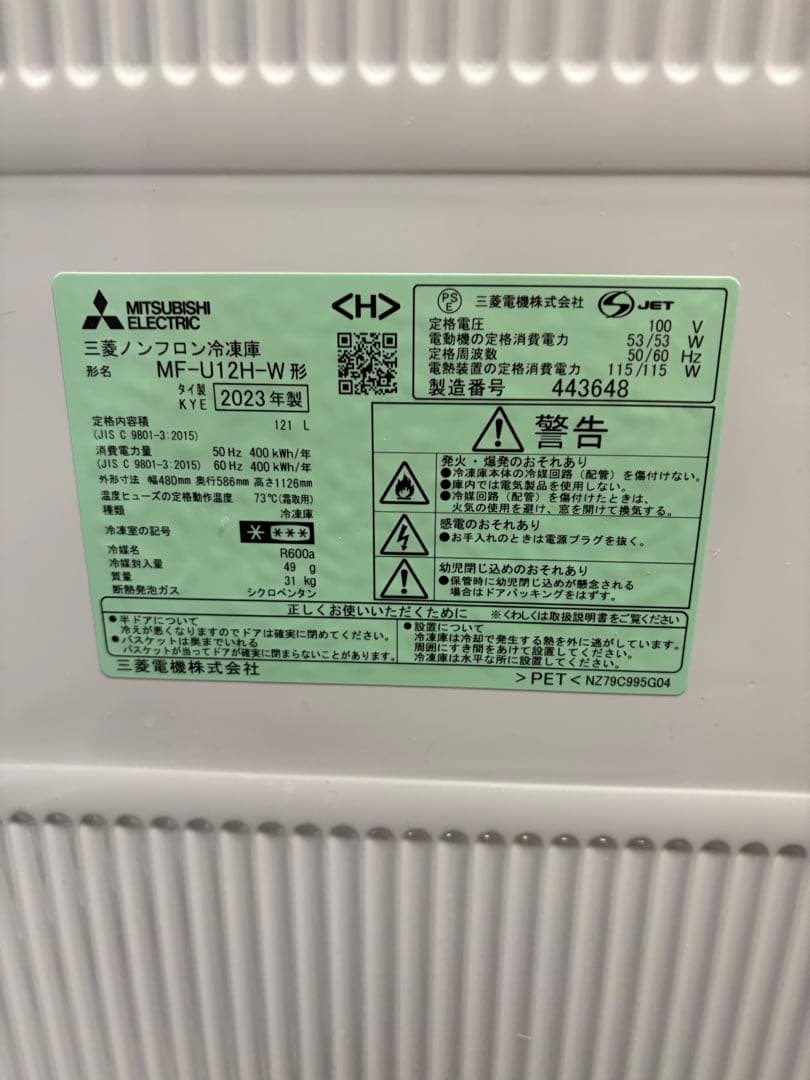 MITSUBISHI
ELECTRIC
<H>
三菱ノンフロン冷凍庫
形名 MF-U12H-W形
タイ製
KYE 2023年製
定格内容積 121 L
(JIS C 9801-3:2015)
消費電力量 50Hz 400kWh/年
(JIS C 9801-3:2015) 60Hz 400kWh/年
外形寸法 幅480mm 奥行586mm 高さ1126mm
温度ヒューズの定格動作温度 73℃(霜取用)
種類 冷凍庫
冷凍室の記号
冷媒名 R600a
冷媒封入量 49 g
質量 31 kg
断熱発泡ガス シクロペンタン
PSE 三菱電機株式会社 S JET
定格電圧 100 V
電動機の定格消費電力 53/53 W
定格周波数 50/60 Hz
電熱装置の定格消費電力 115/115 W
製造番号 443648
警告
発火・爆発のおそれあり
●冷凍庫本体の冷媒回路(配管)を傷付けない。
●庫内では電気製品を使用しない。
●冷媒回路(配管)を傷付けたときは、
火気の使用を避け、窓を開けて換気する。
感電のおそれあり
●お手入れのときは電源プラグを抜く。
幼児閉じ込めのおそれあり
●保管時に幼児閉じ込めが懸念される
場合はドアパッキングをはずす。
正しくお使いいただくために ※くわしくは取扱説明書をご覧ください
●半ドアについて
冷えが悪くなりますのでドアは確実に閉めてください。
●バスケットは奥までいれる
バスケットが当ってドアが確実に閉まらないことがあります。
●設置について
冷凍庫は冷却で発生する熱を外に逃がしています。
周囲にすき間をあけて設置してください。
冷凍庫は水平な所に設置してください。
三菱電機株式会社
>PET< NZ79C995G04